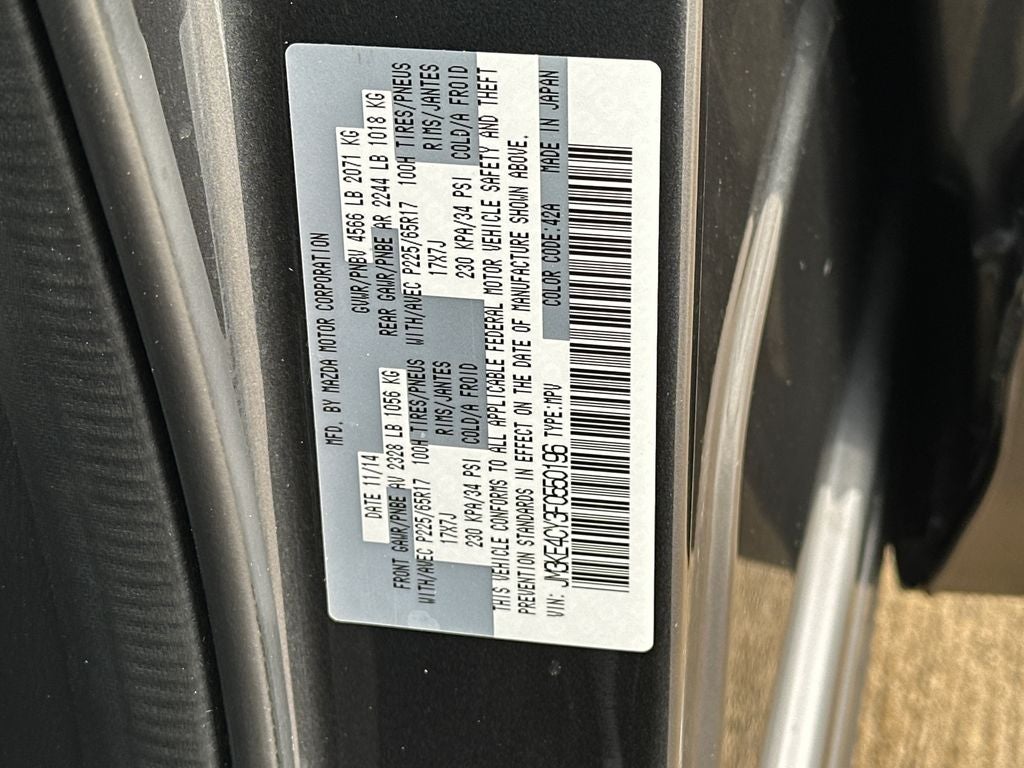 MFD. BY MAZDA MOTOR CORPORATION
DATE 11/14 GVWR/PNBV 4566 LB 2071 KG
FRONT GAWR/PNBE AV 2328 LB 1056 KG REAR GAWR/PNBE AR 2244 LB 1018 KG
WITH/AVEC P225/65R17 100H TIRES/PNEUS WITH/AVEC P225/65R17 100H TIRES/PNEUS
17X7J RIMS/JANTES 17X7J RIMS/JANTES
230 KPA/34 PSI COLD/A FROID 230 KPA/34 PSI COLD/A FROID
THIS VEHICLE CONFORMS TO ALL APPLICABLE FEDERAL MOTOR VEHICLE SAFETY AND THEFT
PREVENTION STANDARDS IN EFFECT ON THE DATE OF MANUFACTURE SHOWN ABOVE.
VIN: JM3KE4CY3F0550196 TYPE:MPV COLOR CODE:42A MADE IN JAPAN